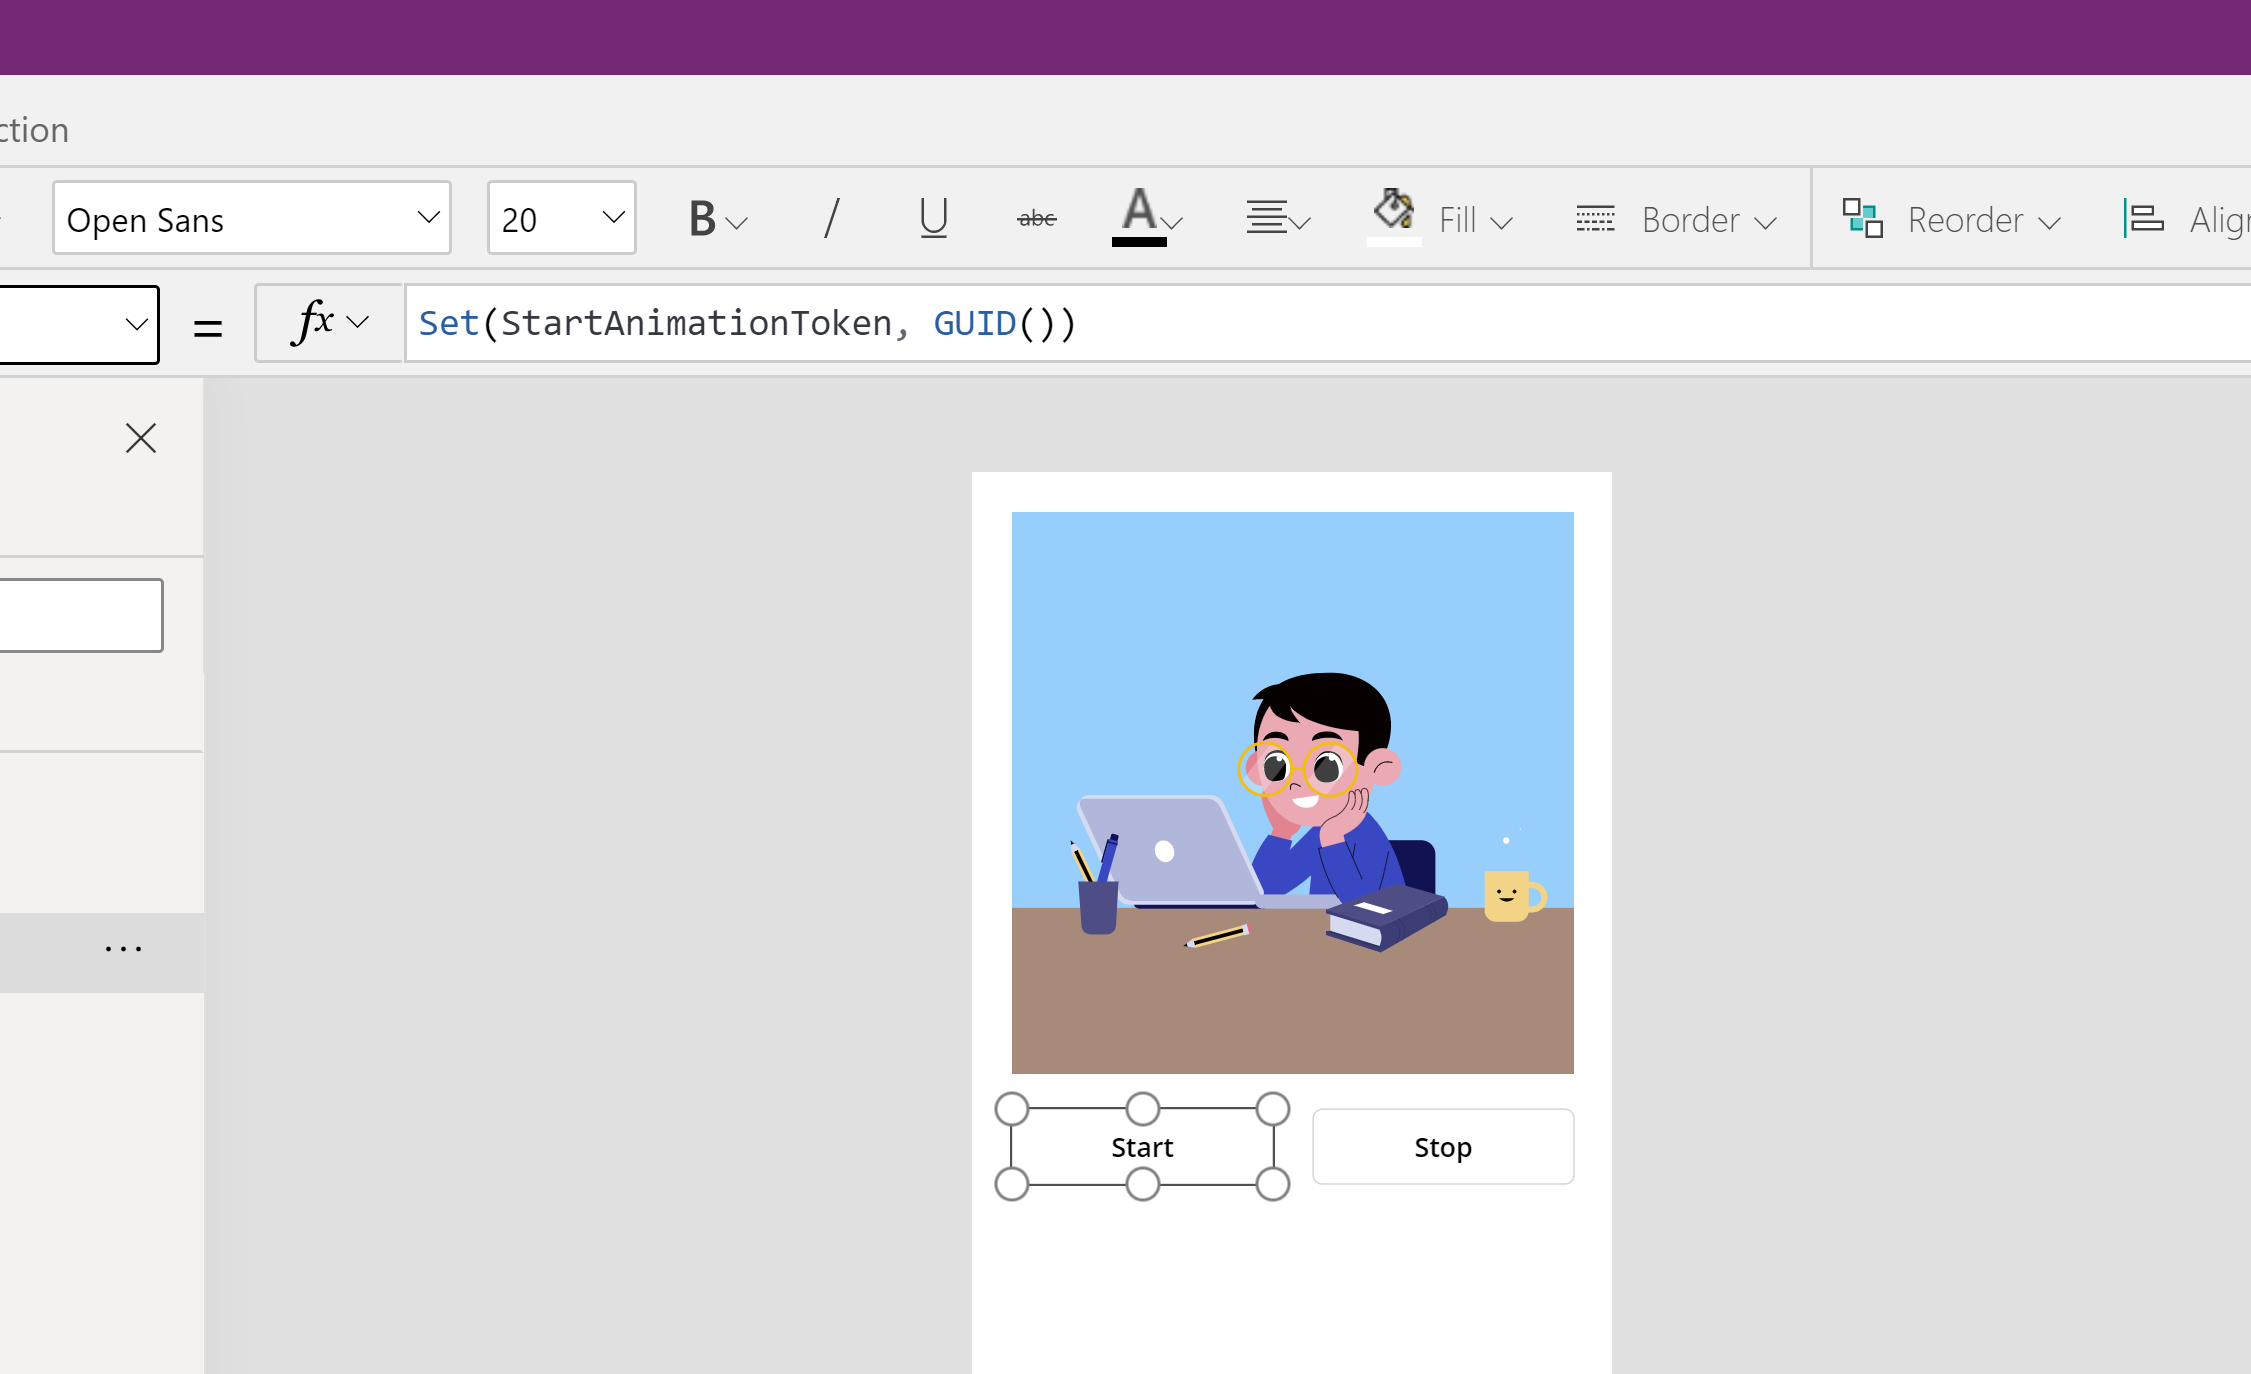 ction
Open Sans
20
B
/
U
abc
A
Fill
Border
Reorder
Align
=
fx
Set(StartAnimationToken, GUID())
...
Start
Stop